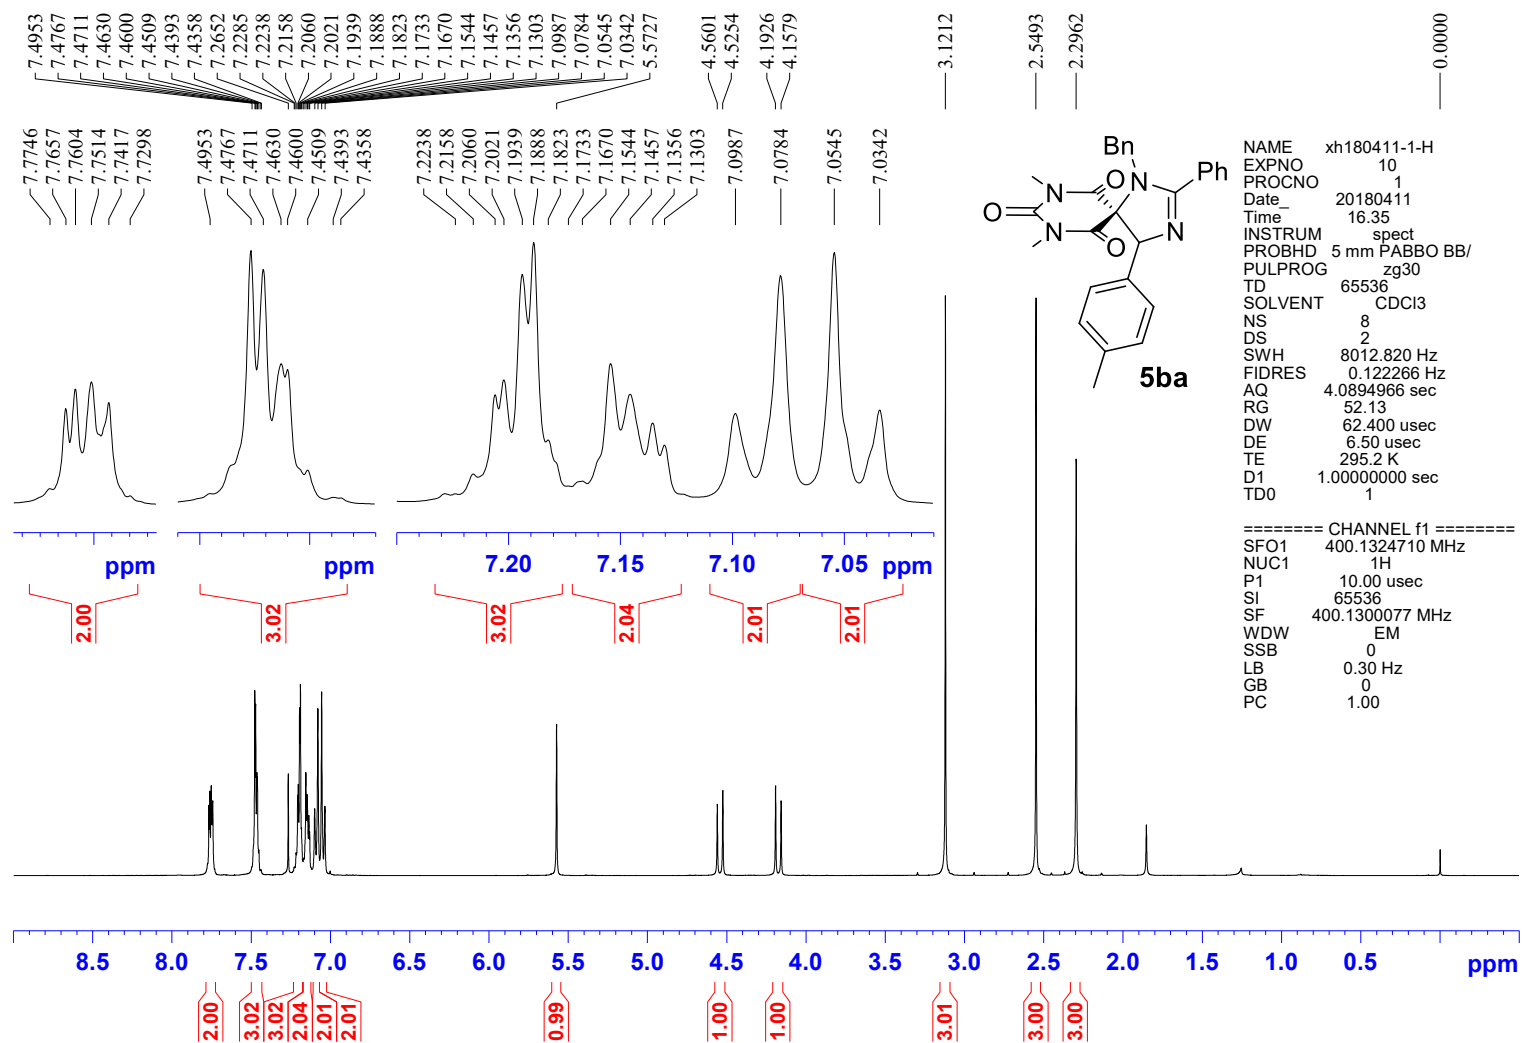 7.4953
7.4767
7.4711
7.4630
7.4600
7.4509
7.4393
7.4358
7.2652
7.2285
7.2238
7.2158
7.2060
7.2021
7.1939
7.1888
7.1823
7.1733
7.1670
7.1544
7.1457
7.1356
7.1303
7.0987
7.0784
7.0545
7.0342
5.5727
4.5601
4.5254
4.1926
4.1579
3.1212
2.5493
2.2962
0.0000
7.7746
7.7657
7.7604
7.7514
7.7417
7.7298
7.4953
7.4767
7.4711
7.4630
7.4600
7.4509
7.4393
7.4358
7.2238
7.2158
7.2060
7.2021
7.1939
7.1888
7.1823
7.1733
7.1670
7.1544
7.1457
7.1356
7.1303
7.0987
7.0784
7.0545
7.0342
Bn
N
O
N
Ph
O
N
O
N
5ba
NAME xh180411-1-H
EXPNO 10
PROCNO 1
Date_ 20180411
Time 16.35
INSTRUM spect
PROBHD 5 mm PABBO BB/
PULPROG zg30
TD 65536
SOLVENT CDCl3
NS 8
DS 2
SWH 8012.820 Hz
FIDRES 0.122266 Hz
AQ 4.0894966 sec
RG 52.13
DW 62.400 usec
DE 6.50 usec
TE 295.2 K
D1 1.00000000 sec
TD0 1
======== CHANNEL f1 ========
SFO1 400.1324710 MHz
NUC1 1H
P1 10.00 usec
SI 65536
SF 400.1300077 MHz
WDW EM
SSB 0
LB 0.30 Hz
GB 0
PC 1.00
ppm
ppm
7.20 7.15 7.10 7.05 ppm
2.00
3.02
3.02
2.04
2.01
2.01
8.5 8.0 7.5 7.0 6.5 6.0 5.5 5.0 4.5 4.0 3.5 3.0 2.5 2.0 1.5 1.0 0.5 ppm
2.00
3.02
3.02
2.04
2.01
2.01
0.99
1.00
1.00
3.01
3.00
3.00